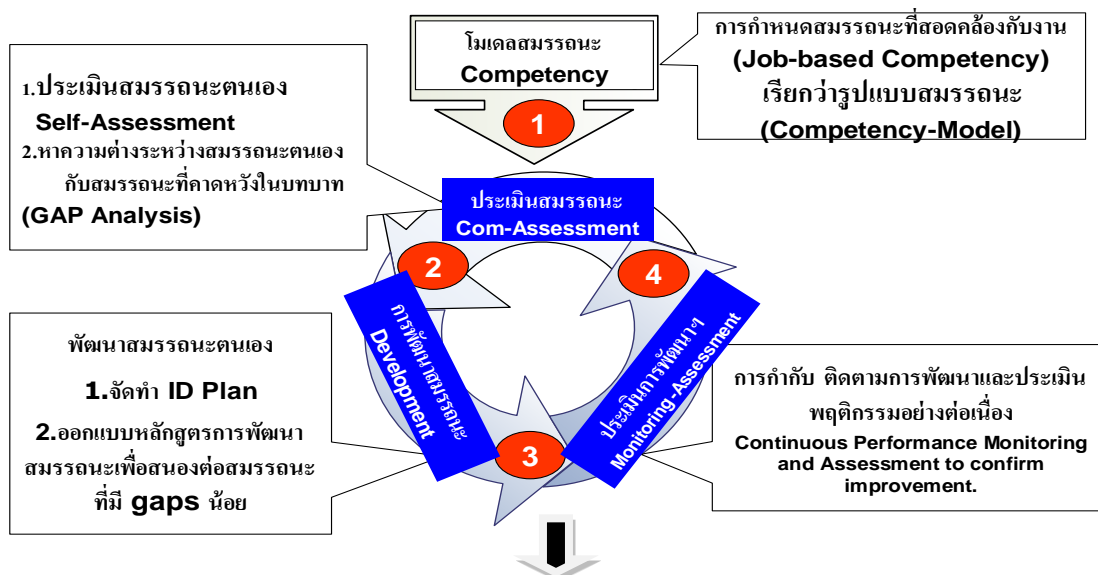 โมเดลสมรรถนะ
Competency
1
การกำหนดสมรรถนะที่สอดคล้องกับงาน
(Job-based Competency)
เรียกว่ารูปแบบสมรรถนะ
(Competency-Model)
1.ประเมินสมรรถนะตนเอง
Self-Assessment
2.หาความต่างระหว่างสมรรถนะตนเอง
กับสมรรถนะที่คาดหวังในบทบาท
(GAP Analysis)
ประเมินสมรรถนะ
Com-Assessment
2
4
การพัฒนาสมรรถนะ
Development
ประเมินการพัฒนาฯ
Monitoring-Assessment
3
พัฒนาสมรรถนะตนเอง
1.จัดทำ ID Plan
2.ออกแบบหลักสูตรการพัฒนา
สมรรถนะเพื่อสนองต่อสมรรถนะ
ที่มี gaps น้อย
การกำกับ ติดตามการพัฒนาและประเมิน
พฤติกรรมอย่างต่อเนื่อง
Continuous Performance Monitoring
and Assessment to confirm
improvement.